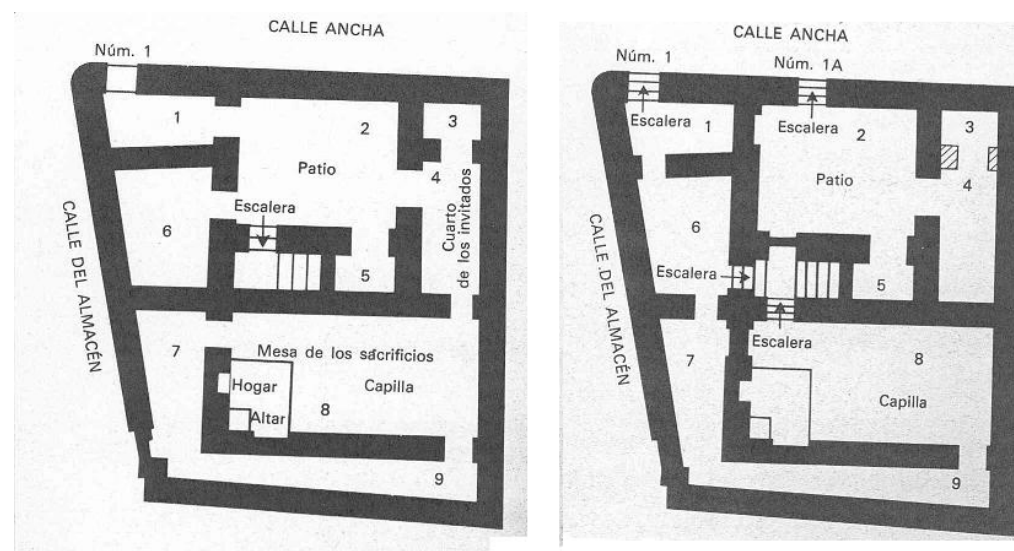 CALLE ANCHA
Núm. 1
1
2
3
Patio
4
Cuarto
de los invitados
Escalera
6
5
CALLE DEL ALMACÉN
7
Mesa de los sacrificios
Hogar
Capilla
8
Altar
9
CALLE ANCHA
Núm. 1
Núm. 1A
Escalera
1
Escalera
2
3
Patio
4
6
Escalera
5
CALLE DEL ALMACÉN
Escalera
7
8
Capilla
9